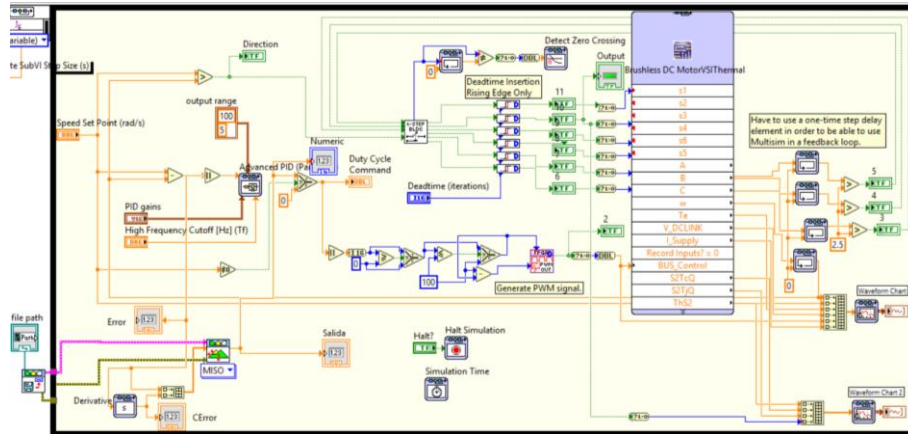 ariable)
te SubVI Step Size (s)
Direction
Detect Zero Crossing
Output
Brushless DC MotorVSIThermal
output range
Deadtime Insertion
Rising Edge Only
11
s1
s2
s3
s4
s6
s5
A
B
C
Te
V_DCLINK
I_Supply
Record Inputs? = 0
BUS_Control
S2TcQ
S2TjQ
ThS2
Have to use a one-time step delay
element in order to be able to use
Multisim in a feedback loop.
Speed Set Point (rad/s)
100
5
Numeric
Advanced PID (Pa
Duty Cycle
Command
6-STEP
BLDC
Deadtime (iterations)
6
PID gains
High Frequency Cutoff [Hz] (Tf)
5
4
3
2.5
2
100
Generate PWM signal.
Waveform Chart
file path
Error
Salida
MISO
Halt?
Halt Simulation
Simulation Time
Derivative
CError
Waveform Chart 2